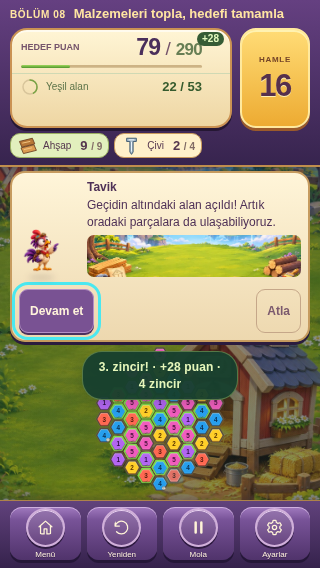 BÖLÜM 08 Malzemeleri topla, hedefi tamamla
HEDEF PUAN 79 / 290 +28
Yeşil alan 22 / 53
HAMLE
16
Ahşap 9 / 9 Çivi 2 / 4
Tavik
Geçidin altındaki alan açıldı! Artık
oradaki parçalara da ulaşabiliyoruz.
Devam et Atla
3. zincir! · +28 puan ·
4 zincir
Menü Yeniden Mola Ayarlar